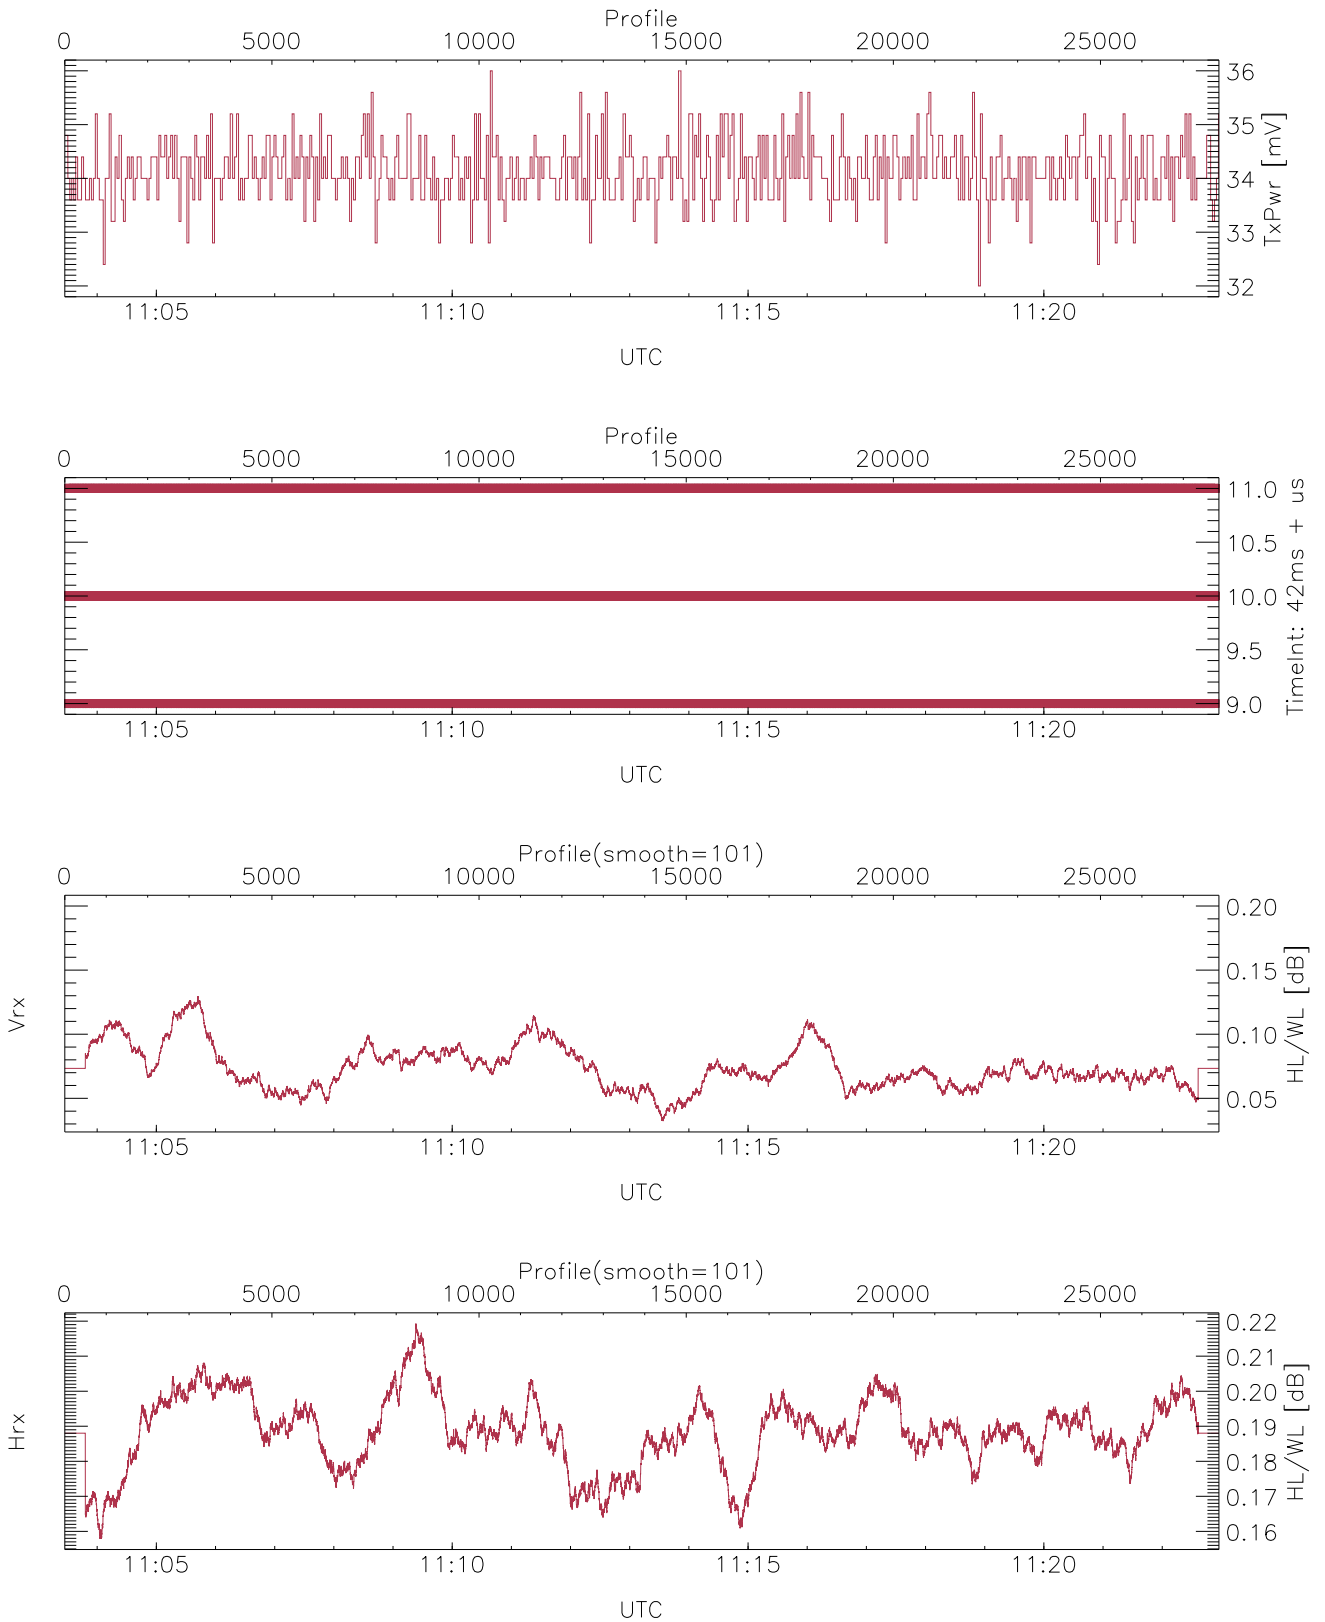 Profile
0 5000 10000 15000 20000 25000
36
35
34
33
32
TxPwr [mV]
11:05 11:10 11:15 11:20
UTC
Profile
0 5000 10000 15000 20000 25000
11.0
10.5
10.0
9.5
9.0
TimeInt: 42ms + us
11:05 11:10 11:15 11:20
UTC
Profile(smooth=101)
0 5000 10000 15000 20000 25000
Vrx
0.20
0.15
0.10
0.05
HL/WL [dB]
11:05 11:10 11:15 11:20
UTC
Profile(smooth=101)
0 5000 10000 15000 20000 25000
Hrx
0.22
0.21
0.20
0.19
0.18
0.17
0.16
HL/WL [dB]
11:05 11:10 11:15 11:20
UTC